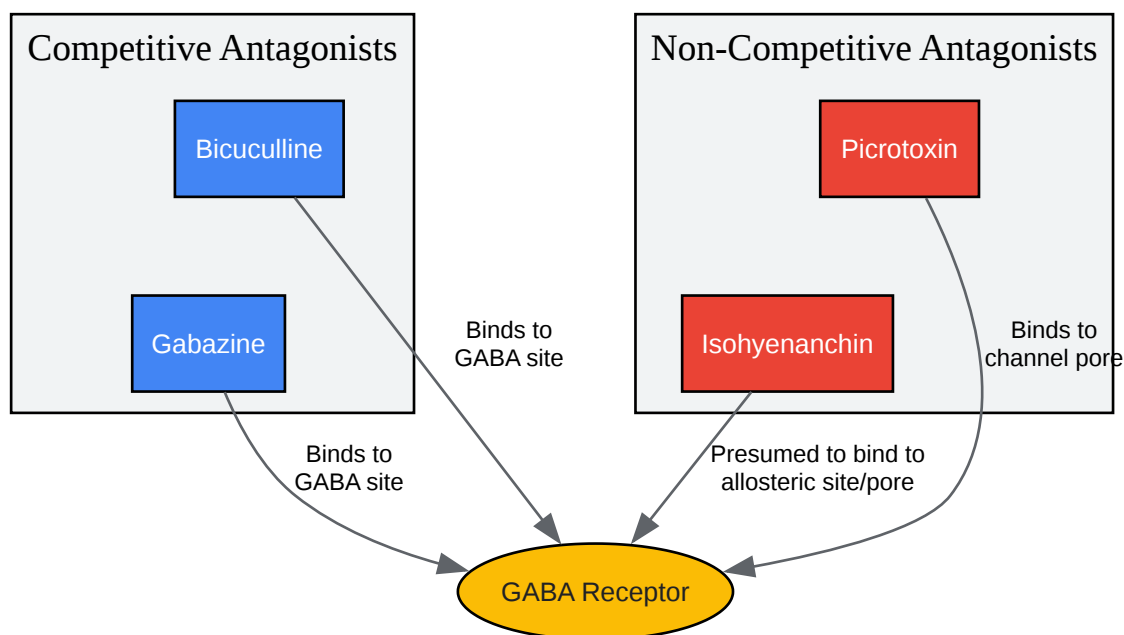 Competitive Antagonists
Non-Competitive Antagonists
Bicuculline
Picrotoxin
Gabazine
Isohyenanchin
Binds to
GABA site
Binds to
channel pore
Binds to
GABA site
Presumed to bind to
allosteric site/pore
GABA Receptor